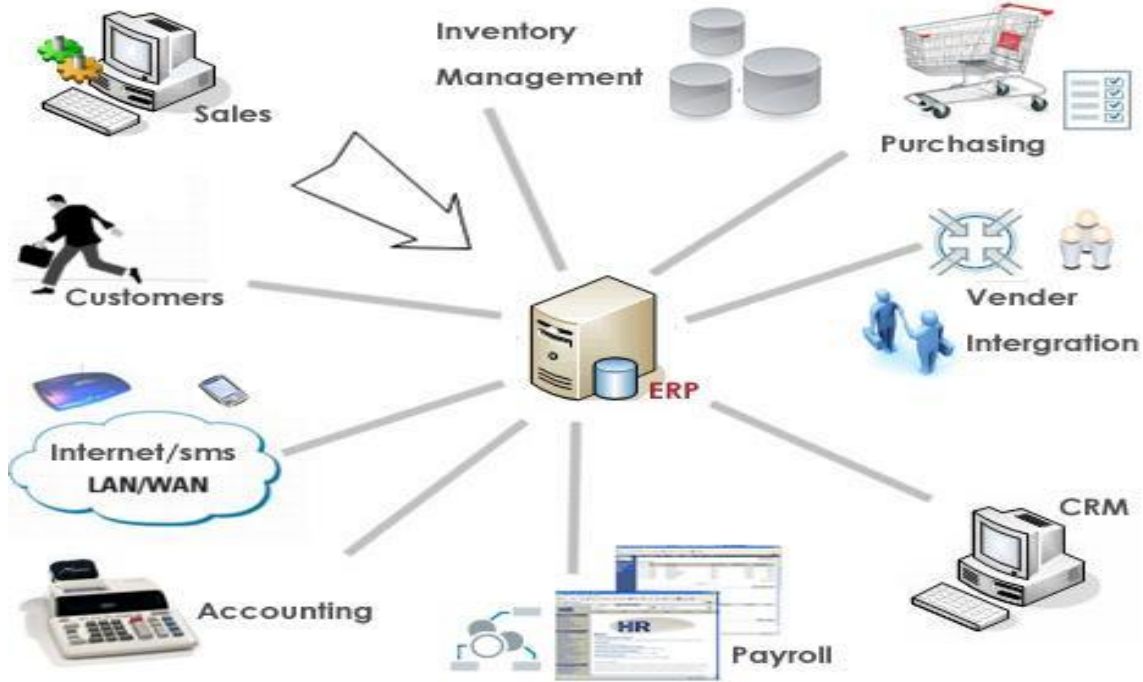 Sales
Inventory
Management
Purchasing
Customers
Vender
Intergration
ERP
Internet/sms
LAN/WAN
CRM
Accounting
HR
Payroll